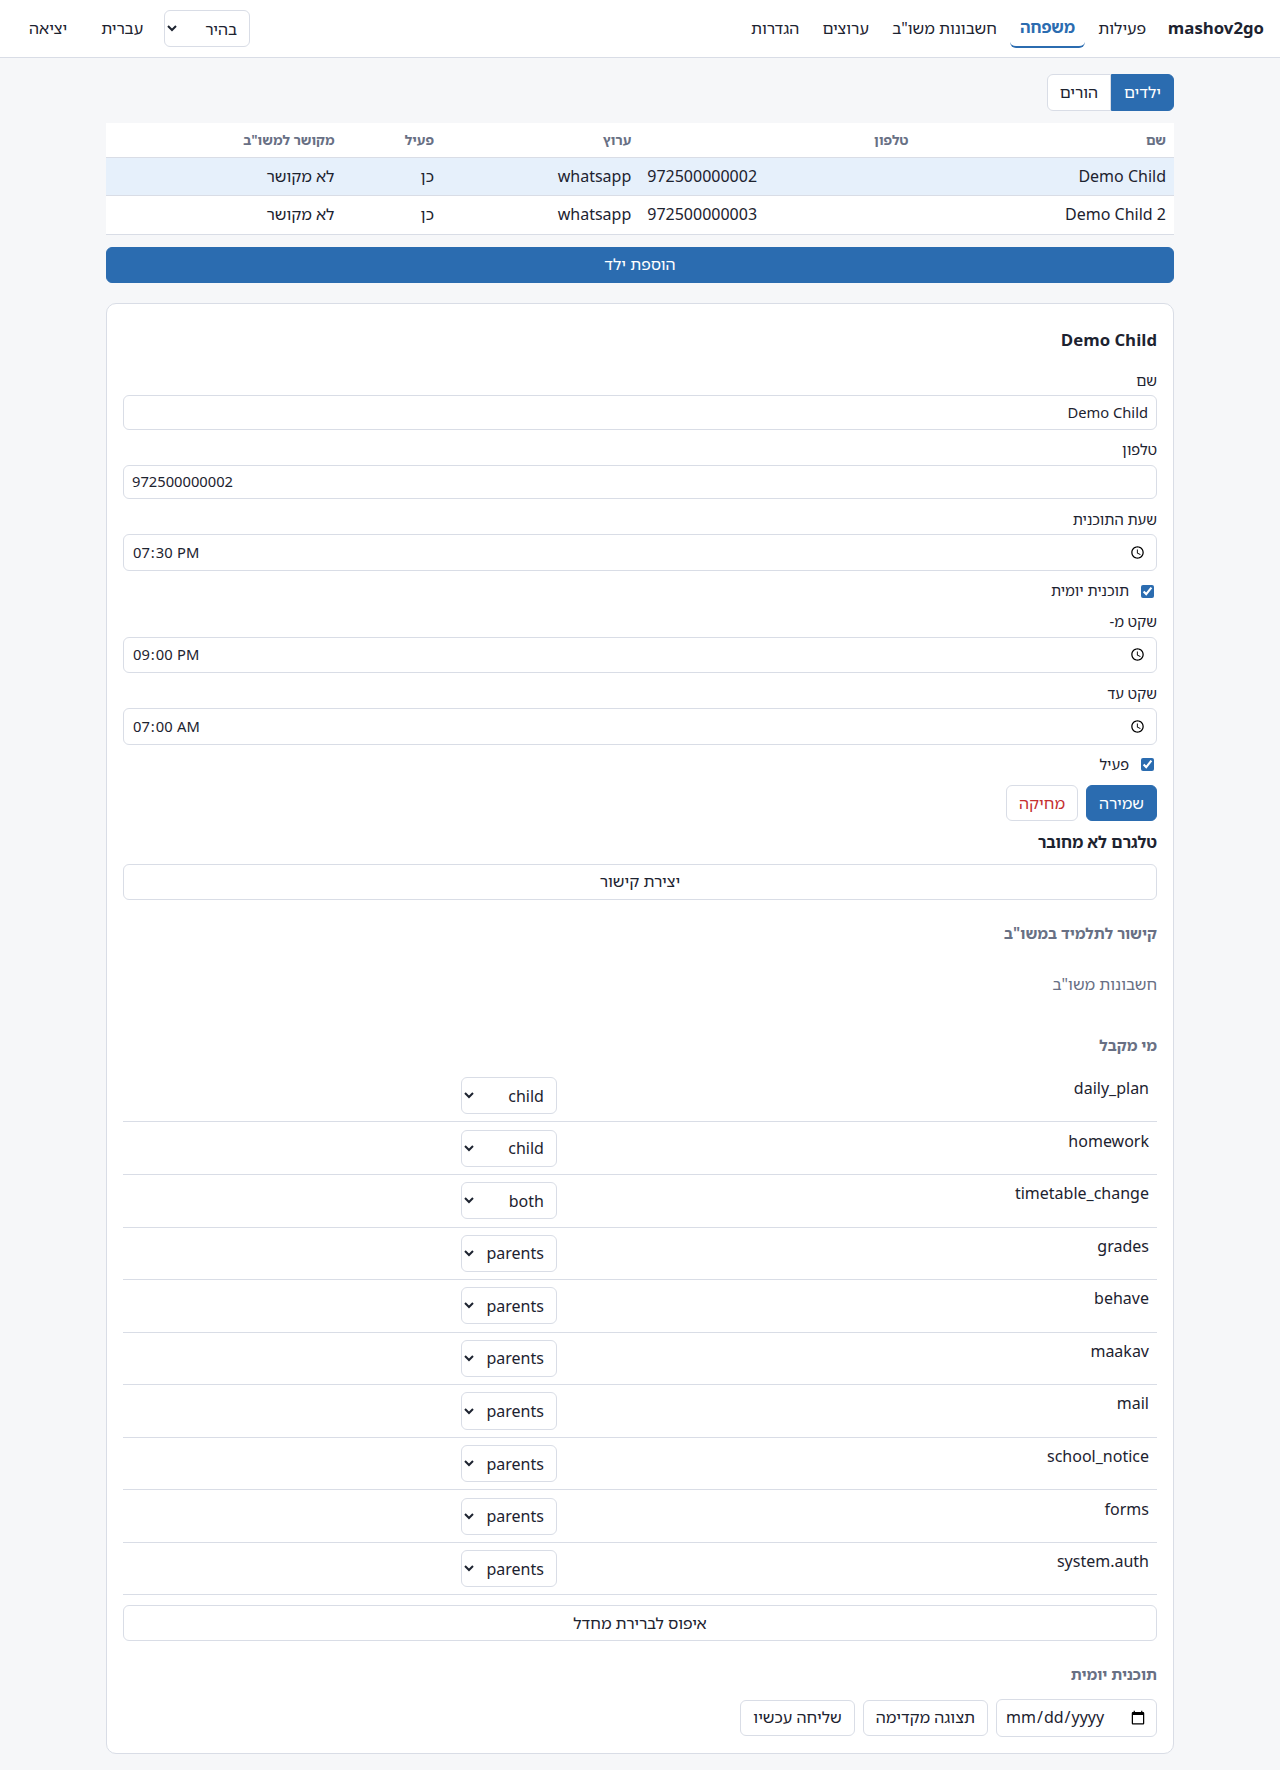 mashov2go פעילות משפחה חשבונות משו"ב ערוצים הגדרות בהיר עברית יציאה
ילדים הורים
שם טלפון ערוץ פעיל מקושר למשו"ב
Demo Child 972500000002 whatsapp כן לא מקושר
Demo Child 2 972500000003 whatsapp כן לא מקושר
הוספת ילד
Demo Child
שם
Demo Child
טלפון
972500000002
שעת התוכנית
07:30 PM
תוכנית יומית
שקט מ-
09:00 PM
שקט עד
07:00 AM
פעיל
שמירה מחיקה
טלגרם לא מחובר
יצירת קישור
קישור לתלמיד במשו"ב
חשבונות משו"ב
מי מקבל
daily_plan child
homework child
timetable_change both
grades parents
behave parents
maakav parents
mail parents
school_notice parents
forms parents
system.auth parents
איפוס לברירת מחדל
תוכנית יומית
mm/dd/yyyy תצוגה מקדימה שליחה עכשיו